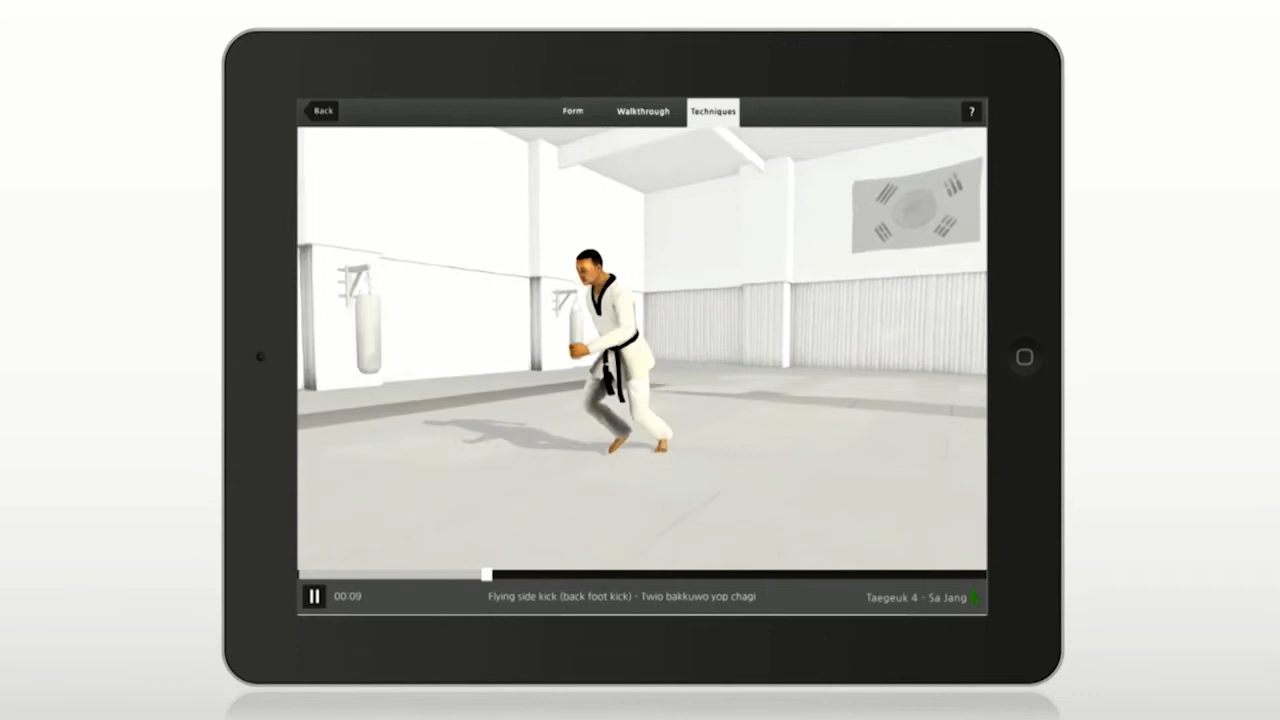 Back
Form
Walkthrough
Techniques
?
00:09
Flying side kick (back foot kick) - Twio bakkuwo yop chagi
Taegeuk 4 - Sa Jang